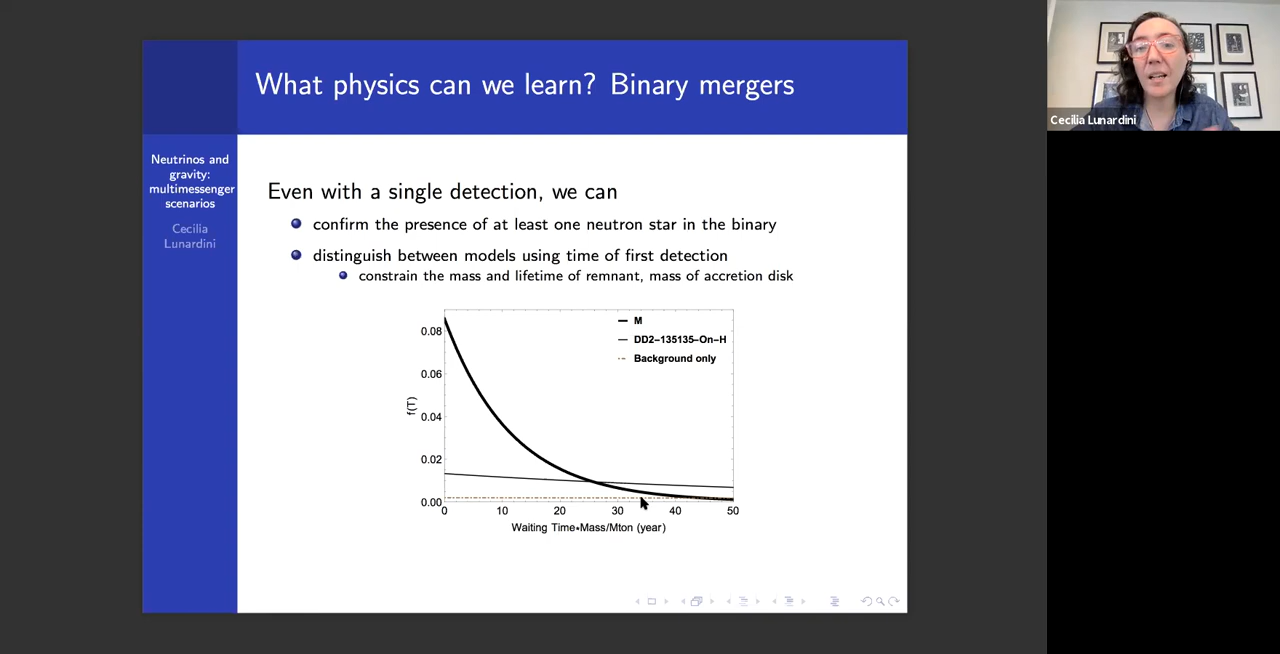 What physics can we learn? Binary mergers
Neutrinos and
gravity:
multimessenger
scenarios
Cecilia
Lunardini
Even with a single detection, we can
confirm the presence of at least one neutron star in the binary
distinguish between models using time of first detection
constrain the mass and lifetime of remnant, mass of accretion disk
M
DD2-135135-On-H
Background only
f(T)
0.08
0.06
0.04
0.02
0.00
0 10 20 30 40 50
Waiting Time*Mass/Mton (year)
Cecilia Lunardini